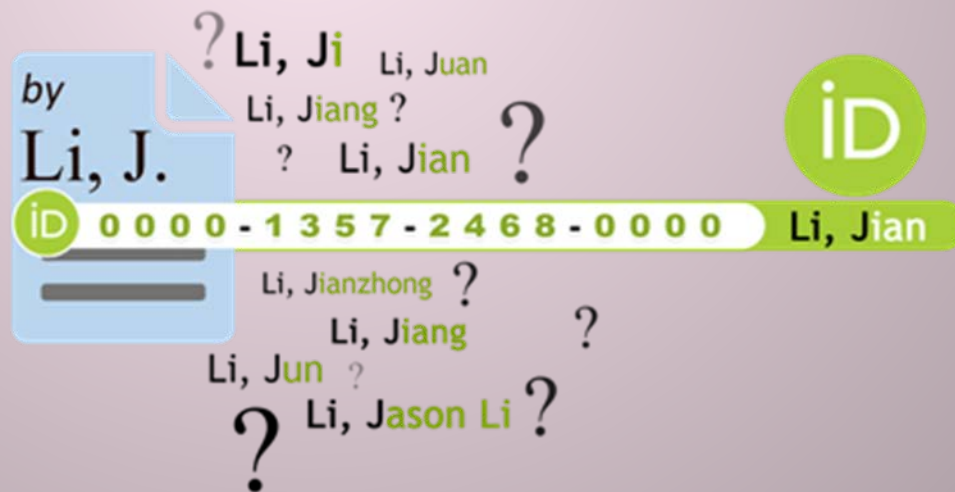 ? Li, Ji
Li, Juan
by
Li, Jiang ?
Li, J.
? Li, Jian ?
iD
iD 0000-1357-2468-0000 Li, Jian
Li, Jianzhong ?
Li, Jiang ?
Li, Jun ?
? Li, Jason Li ?